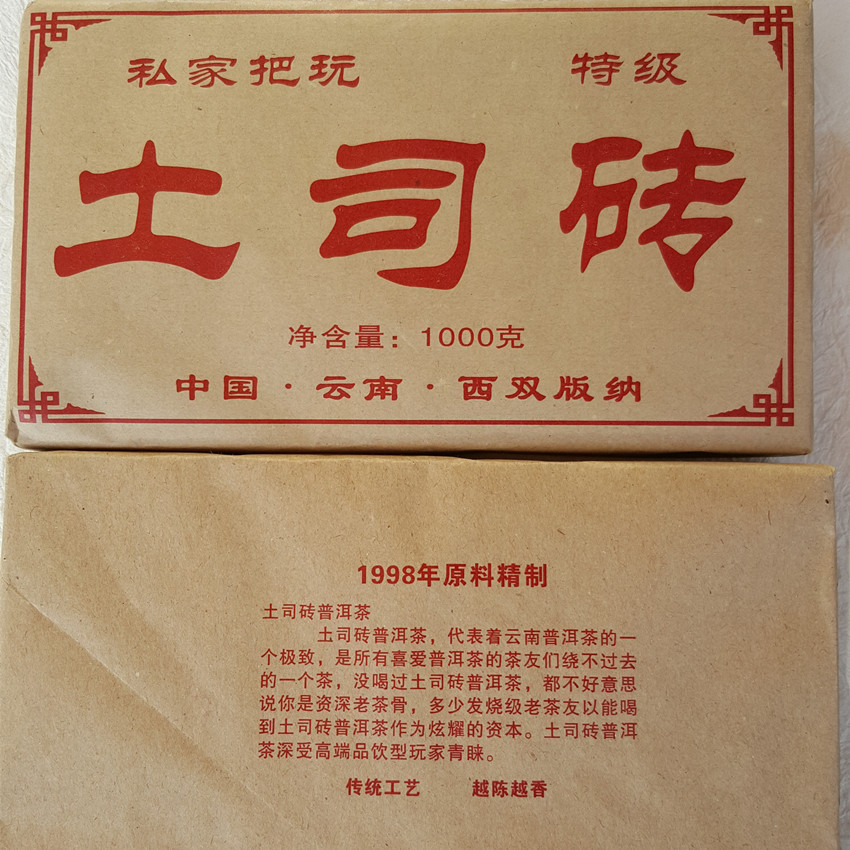 私家把玩 特级
土司砖
净含量：1000克
中国·云南·西双版纳
1998年原料精制
土司砖普洱茶
土司砖普洱茶，代表着云南普洱茶的一
个极致，是所有喜爱普洱茶的茶友们绕不过去
的一个茶，没喝过土司砖普洱茶，都不好意思
说你是资深老茶骨，多少发烧级老茶友以能喝
到土司砖普洱茶作为炫耀的资本。土司砖普洱
茶深受高端品饮型玩家青睐。
传统工艺 越陈越香